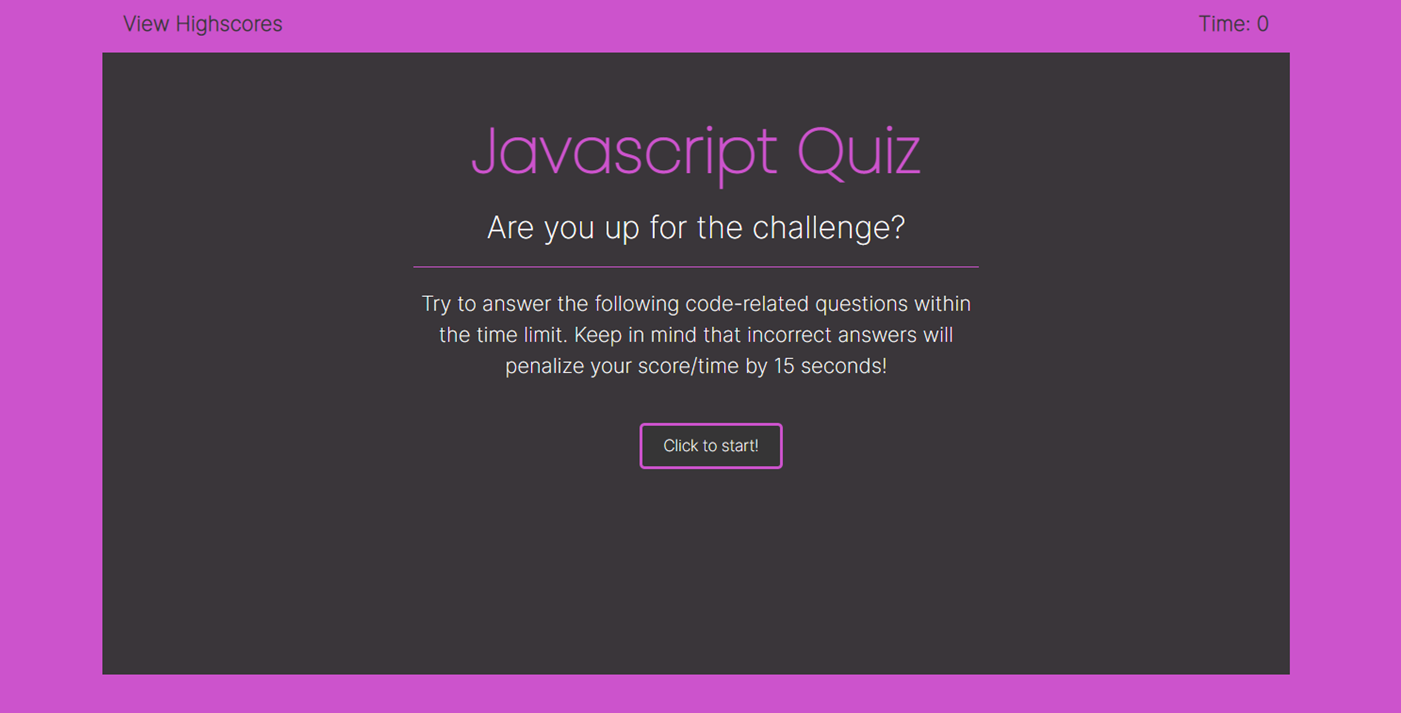 View Highscores
Time: 0
Javascript Quiz
Are you up for the challenge?
Try to answer the following code-related questions within
the time limit. Keep in mind that incorrect answers will
penalize your score/time by 15 seconds!
Click to start!